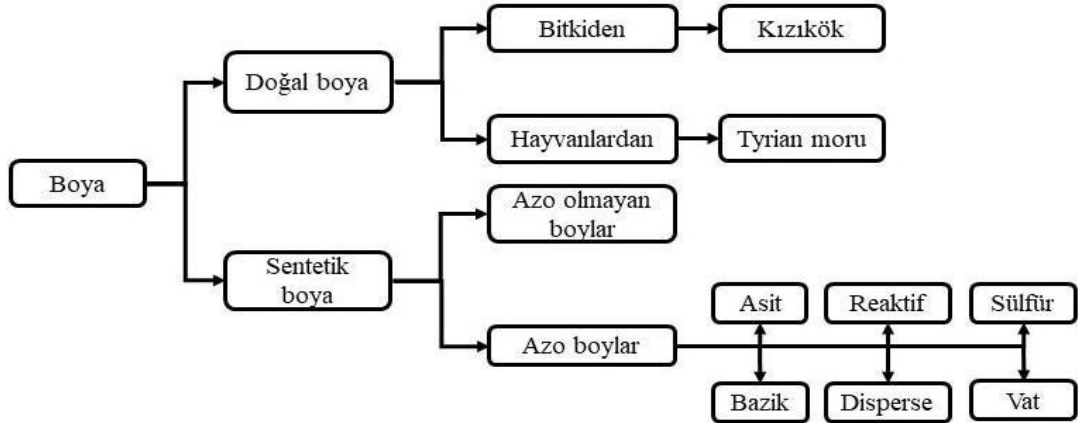 Bitkiden
Kızıkök
Doğal boya
Hayvanlardan
Tyrian moru
Boya
Azo olmayan
boylar
Sentetik
boya
Asit
Reaktif
Sülfür
Azo boylar
Bazik
Disperse
Vat